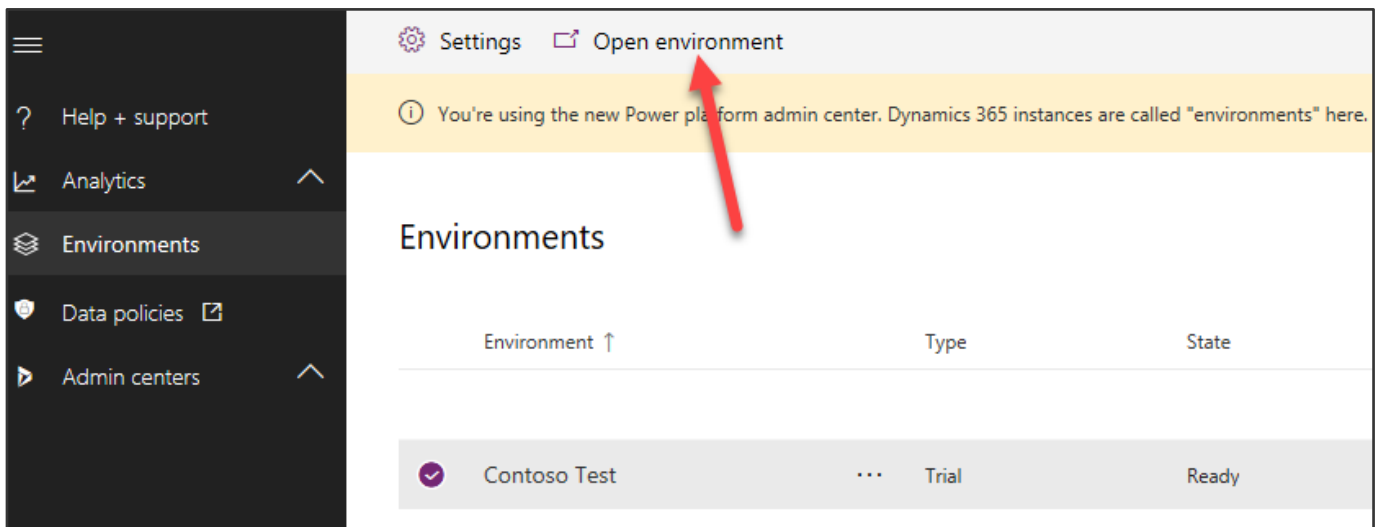 Settings Open environment
? Help + support
You're using the new Power platform admin center. Dynamics 365 instances are called "environments" here.
Analytics
Environments
Environments
Data policies
Environment ↑ Type State
Admin centers
Contoso Test ... Trial Ready